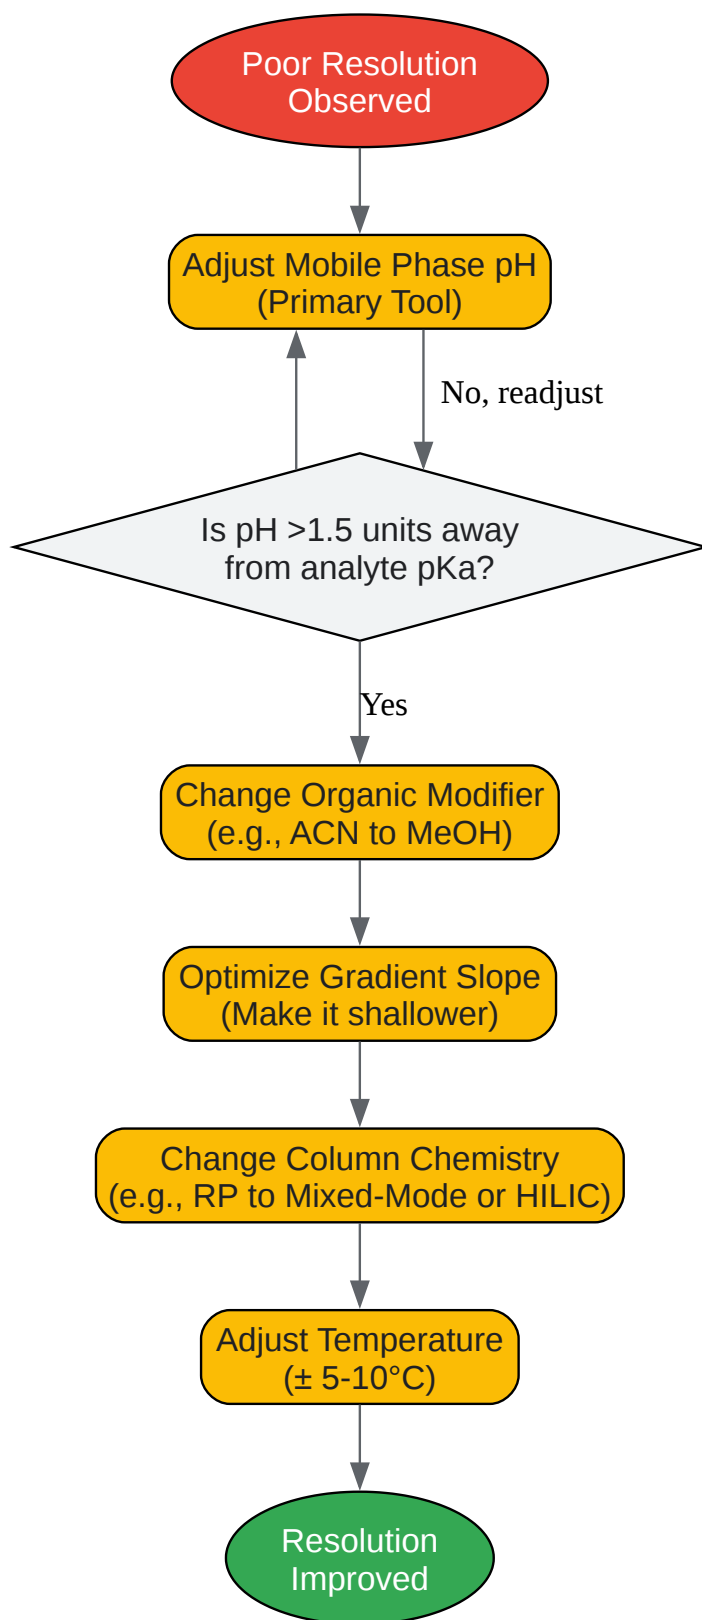 Poor Resolution
Observed
Adjust Mobile Phase pH
(Primary Tool)
No, readjust
Is pH >1.5 units away
from analyte pKa?
Yes
Change Organic Modifier
(e.g., ACN to MeOH)
Optimize Gradient Slope
(Make it shallower)
Change Column Chemistry
(e.g., RP to Mixed-Mode or HILIC)
Adjust Temperature
(± 5-10°C)
Resolution
Improved